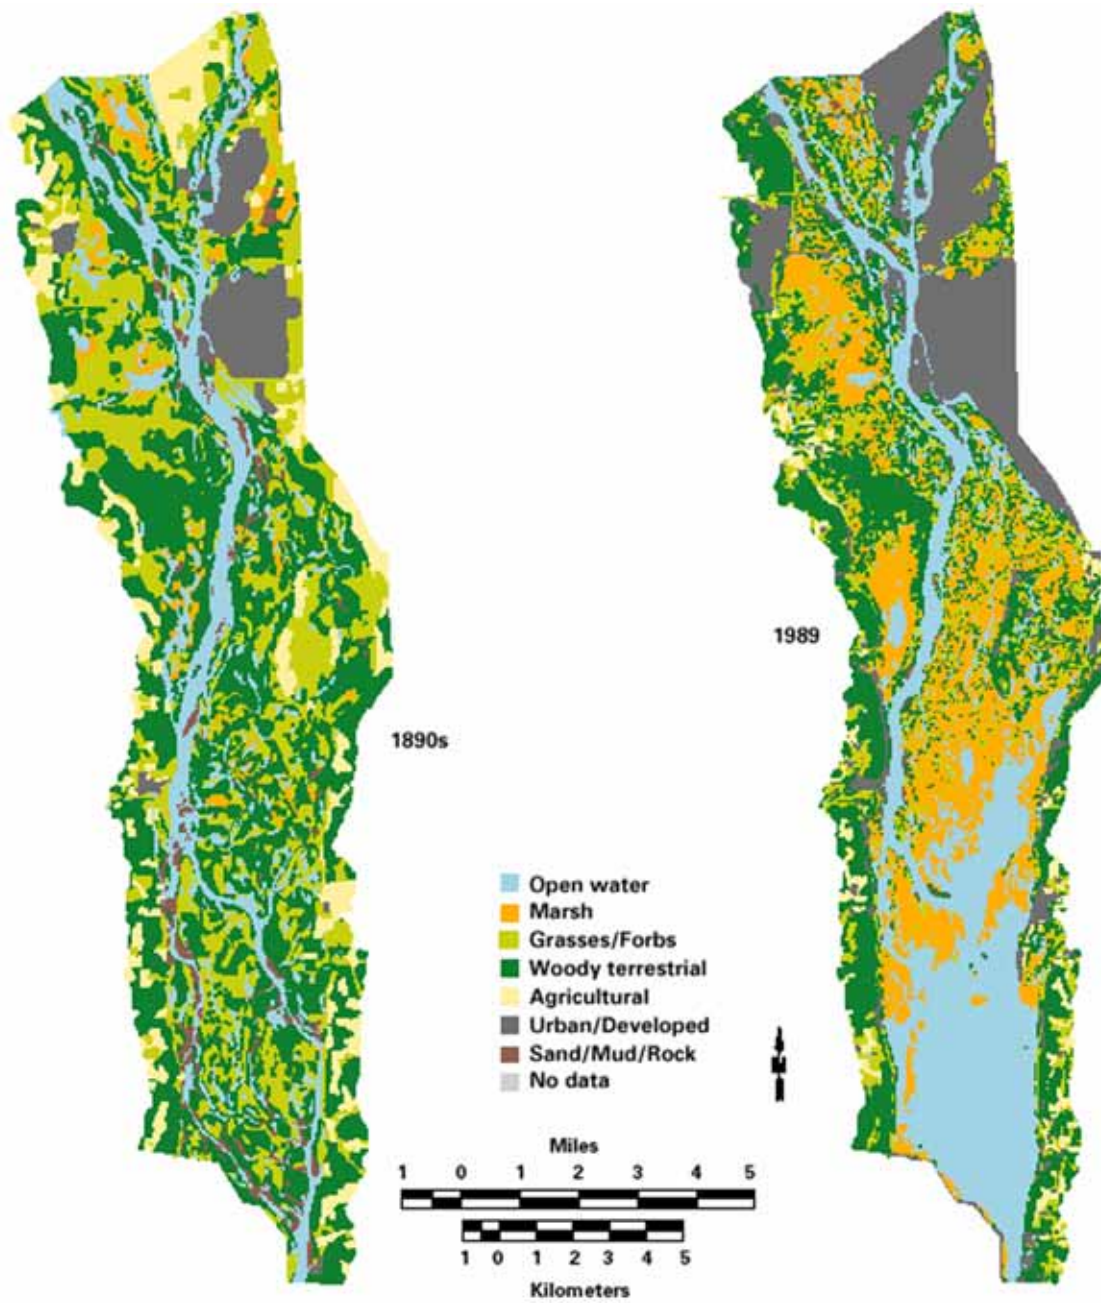 1989
1890s
Open water
Marsh
Grasses/Forbs
Woody terrestrial
Agricultural
Urban/Developed
Sand/Mud/Rock
No data
N
Miles
1 0 1 2 3 4 5
1 0 1 2 3 4 5
Kilometers